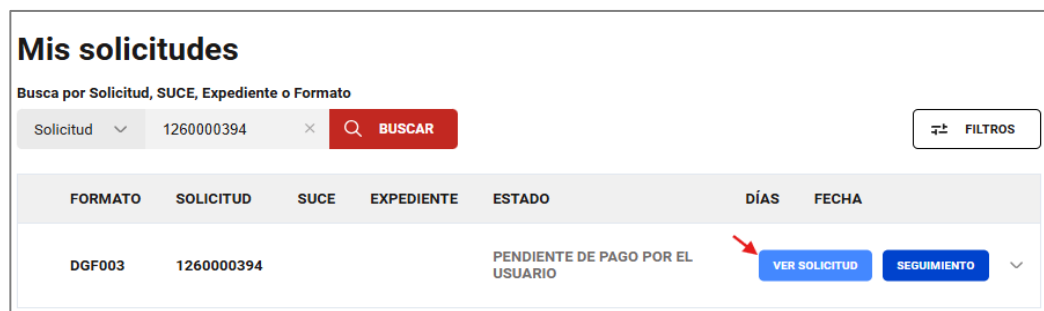 Mis solicitudes
Busca por Solicitud, SUCE, Expediente o Formato
Solicitud 1260000394 BUSCAR FILTROS
FORMATO SOLICITUD SUCE EXPEDIENTE ESTADO DÍAS FECHA
DGF003 1260000394 PENDIENTE DE PAGO POR EL VER SOLICITUD SEGUIMIENTO
USUARIO